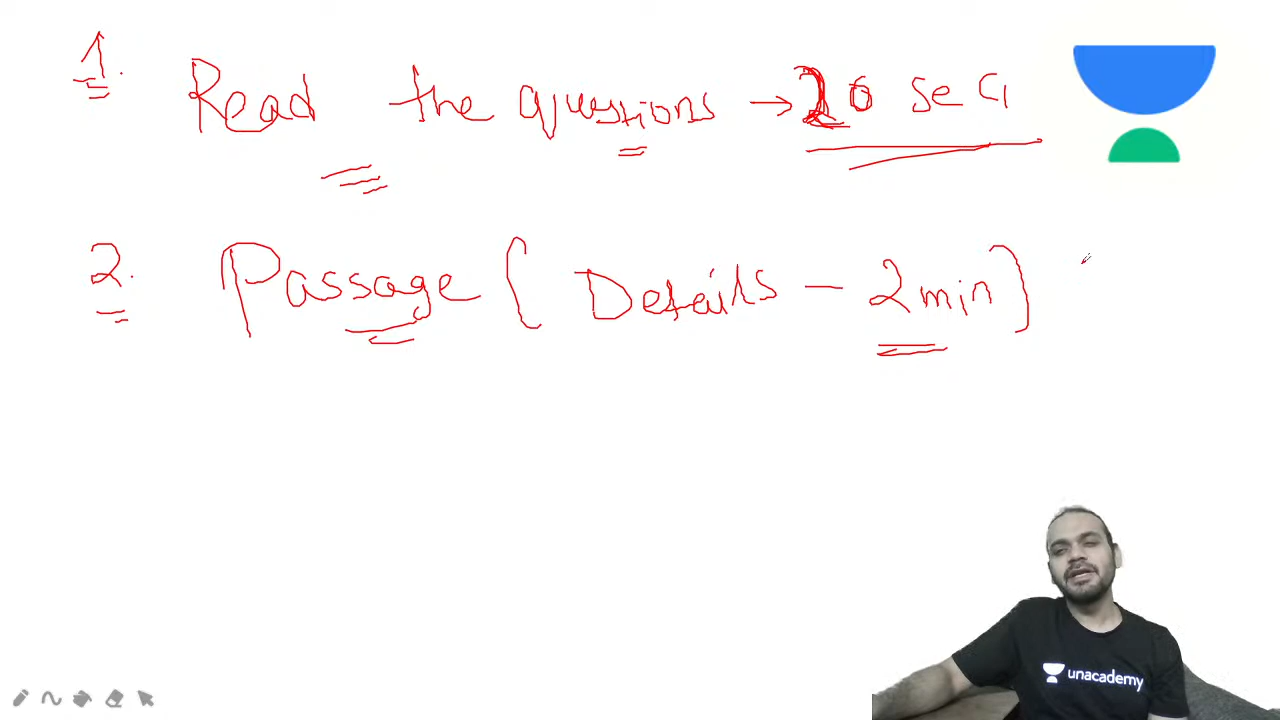 1. Read the questions → 20 sec
2. Passage ( Details - 2min )
unacademy